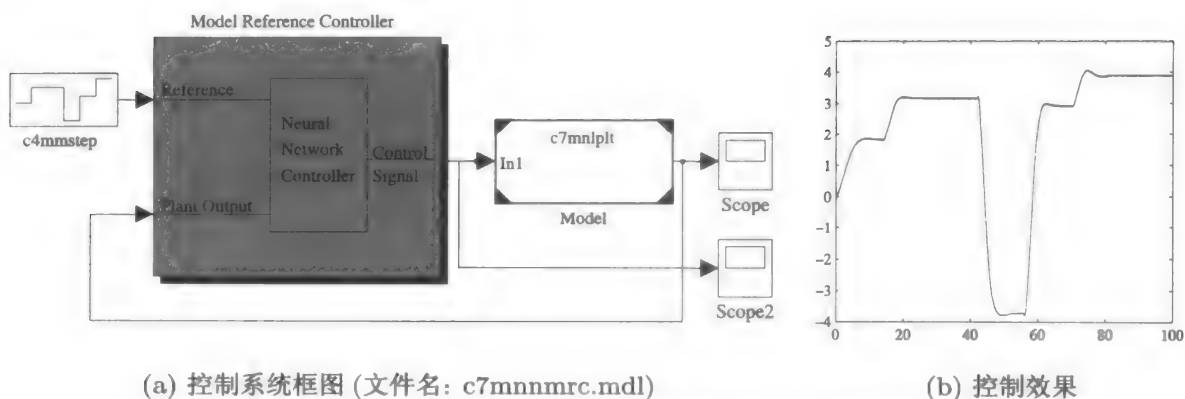 Model Reference Controller
Reference
c4mmstep
Neural
Network
Controller
Control
Signal
Plant Output
c7mnlplt
In1
Model
Scope
Scope2
5
4
3
2
1
0
−1
−2
−3
−4
0
20
40
60
80
100
(a) 控制系统框图 (文件名: c7mnnmrc.mdl)
(b) 控制效果